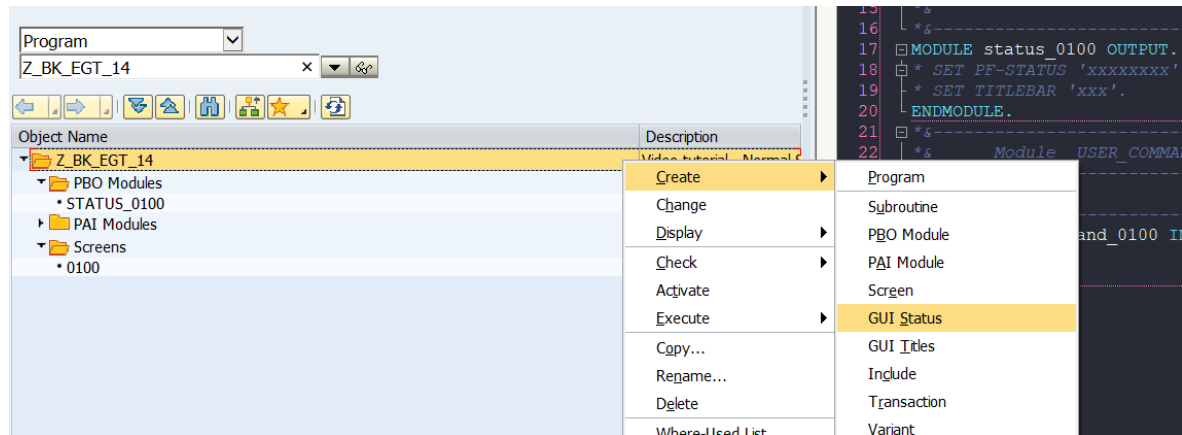 Program
Z_BK_EGT_14
Object Name Description
Z_BK_EGT_14 Video tutorial - Normal S
PBO Modules
STATUS_0100
PAI Modules
Screens
0100
Create
Change
Display
Check
Activate
Execute
Copy...
Rename...
Delete
Where-Used List
Program
Subroutine
PBO Module
PAI Module
Screen
GUI Status
GUI Titles
Include
Transaction
Variant
15 *&
16 *&--------------------------
17 MODULE status_0100 OUTPUT.
18 * SET PF-STATUS 'xxxxxxxx'
19 * SET TITLEBAR 'xxx'.
20 ENDMODULE.
21 *&--------------------------
22 *& Module USER_COMMA
and_0100 I